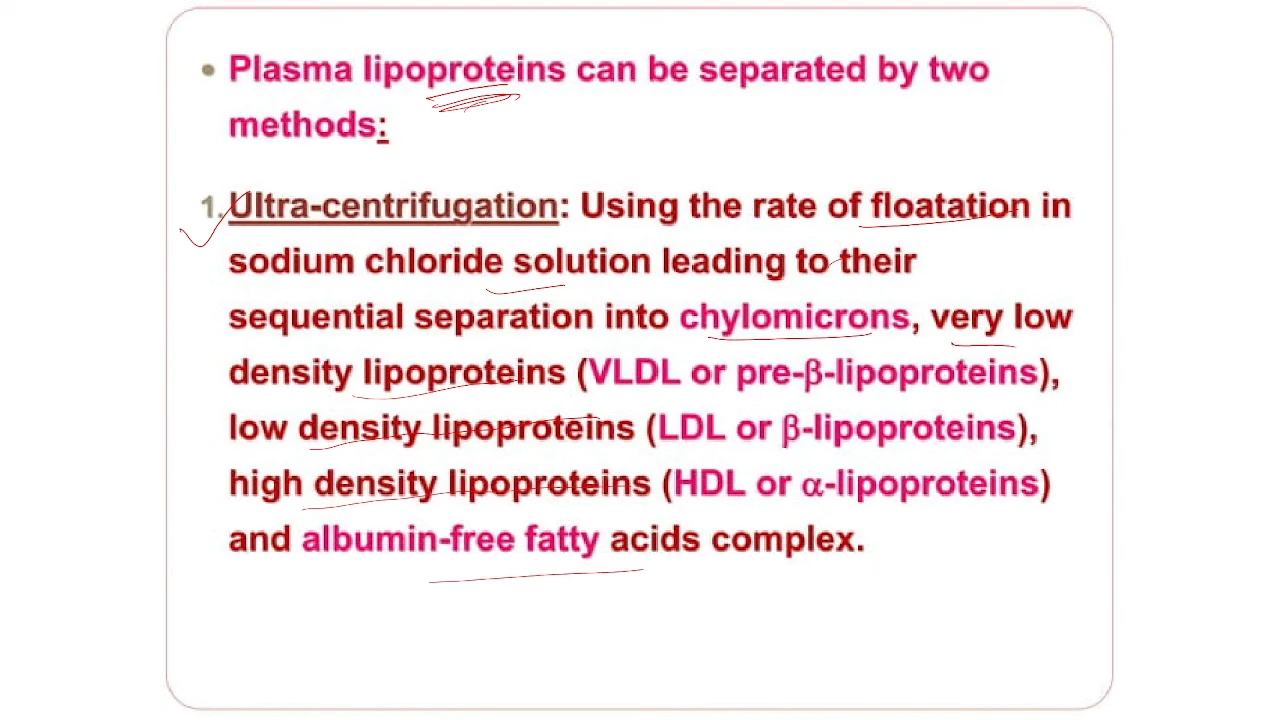 • Plasma lipoproteins can be separated by two
methods:
1. Ultra-centrifugation: Using the rate of floatation in
sodium chloride solution leading to their
sequential separation into chylomicrons, very low
density lipoproteins (VLDL or pre-β-lipoproteins),
low density lipoproteins (LDL or β-lipoproteins),
high density lipoproteins (HDL or α-lipoproteins)
and albumin-free fatty acids complex.